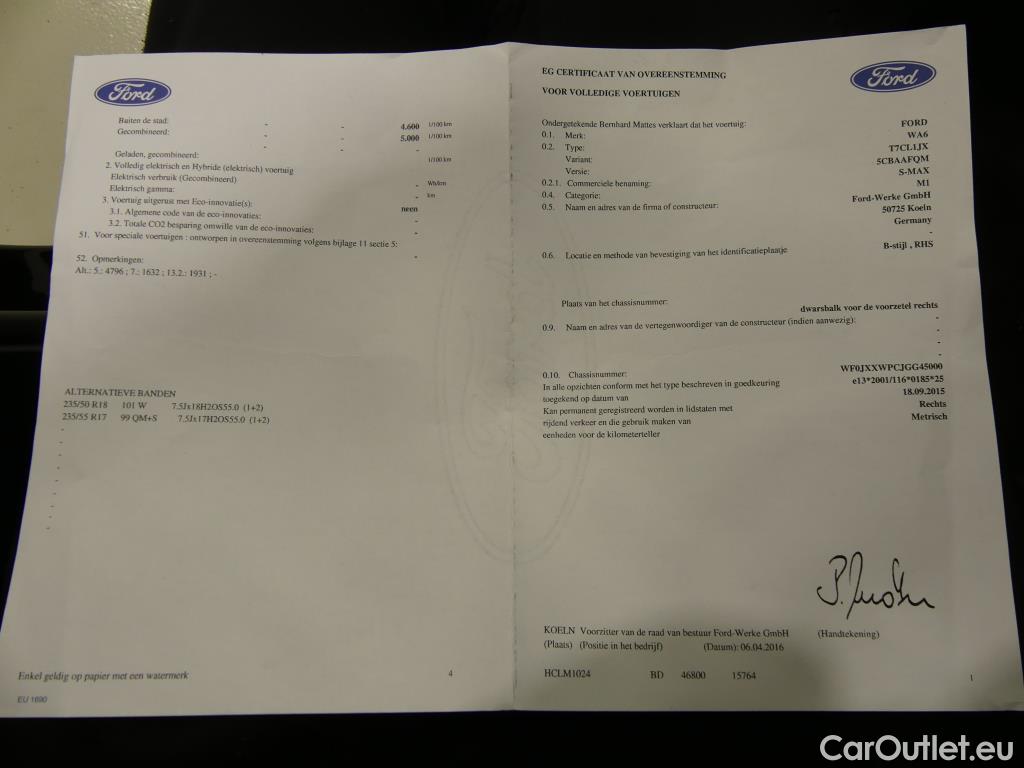 Ford
Buiten de stad: - - 4.600 l/100 km
Gecombineerd: - - 5.000 l/100 km
- - -
Geladen, gecombineerd: l/100 km
2. Volledig elektrisch en Hybride (elektrisch) voertuig
Elektrisch verbruik (Gecombineerd) - Wh/km
Elektrisch gamma: - km
3. Voertuig uitgerust met Eco-innovatie(s): neen
3.1. Algemene code van de eco-innovaties: -
3.2. Totale CO2 besparing omwille van de eco-innovaties: -
51. Voor speciale voertuigen : ontworpen in overeenstemming volgens bijlage 11 sectie 5:
-
52. Opmerkingen:
Alt.: 5.: 4796 ; 7.: 1632 ; 13.2.: 1931 ; -
ALTERNATIEVE BANDEN
235/50 R18 101 W 7.5Jx18H2OS55.0 (1+2)
235/55 R17 99 QM+S 7.5Jx17H2OS55.0 (1+2)
-
-
-
-
-
-
-
-
Enkel geldig op papier met een watermerk 4
EU 1690
EG CERTIFICAAT VAN OVEREENSTEMMING
VOOR VOLLEDIGE VOERTUIGEN
Ford
Ondergetekende Bernhard Mattes verklaart dat het voertuig:
0.1. Merk: FORD
0.2. Type: WA6
Variant: T7CL1JX
Versie: 5CBAAFQM
0.2.1. Commerciele benaming: S-MAX
0.4. Categorie: M1
0.5. Naam en adres van de firma of constructeur: Ford-Werke GmbH
50725 Koeln
Germany
-
0.6. Locatie en methode van bevestiging van het identificatieplaatje B-stijl , RHS
Plaats van het chassisnummer: dwarsbalk voor de voorzetel rechts
0.9. Naam en adres van de vertegenwoordiger van de constructeur (indien aanwezig): -
-
-
-
0.10. Chassisnummer: WF0JXXWPCJGG45000
In alle opzichten conform met het type beschreven in goedkeuring e13*2001/116*0185*25
toegekend op datum van 18.09.2015
Kan permanent geregistreerd worden in lidstaten met Rechts
rijdend verkeer en die gebruik maken van Metrisch
eenheden voor de kilometerteller
KOELN Voorzitter van de raad van bestuur Ford-Werke GmbH (Handtekening)
(Plaats) (Positie in het bedrijf) (Datum): 06.04.2016
HCLM1024 BD 46800 15764 1
CarOutlet.eu